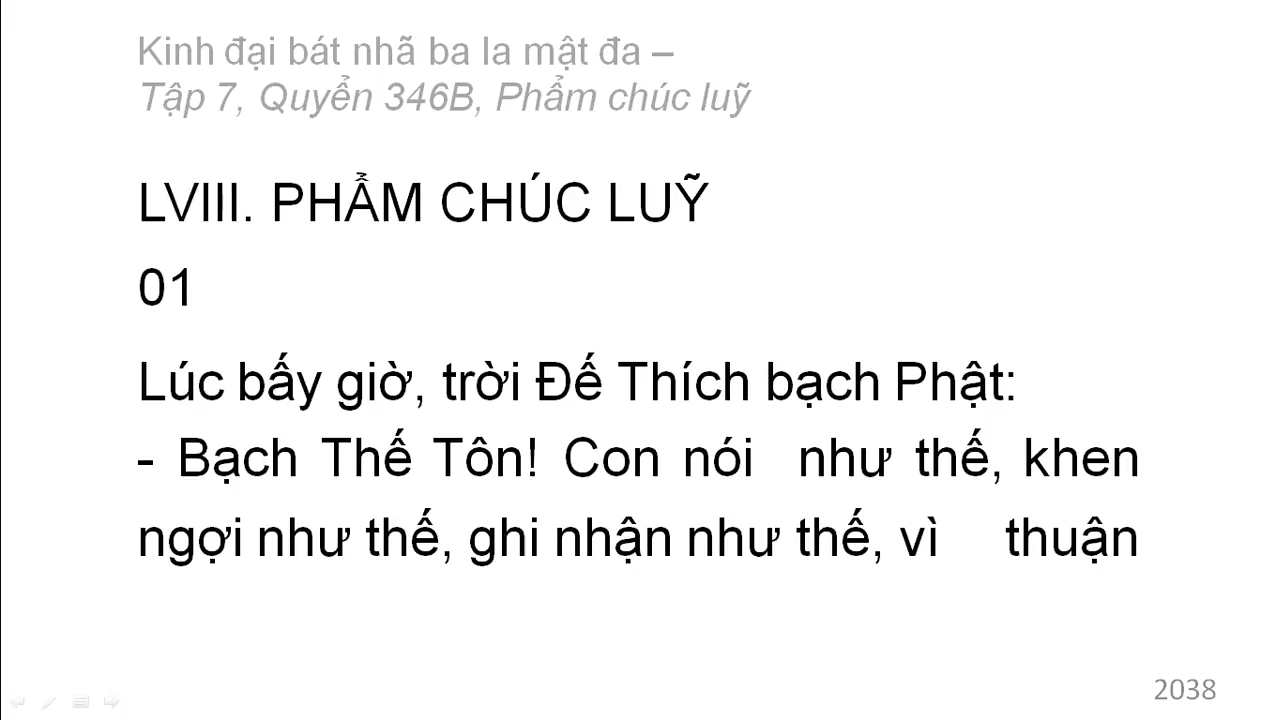 Kinh đại bát nhã ba la mật đa –
Tập 7, Quyển 346B, Phẩm chúc luỹ
LVIII. PHẨM CHÚC LUỸ
01
Lúc bấy giờ, trời Đế Thích bạch Phật:
- Bạch Thế Tôn! Con nói như thế, khen
ngợi như thế, ghi nhận như thế, vì thuận
2038